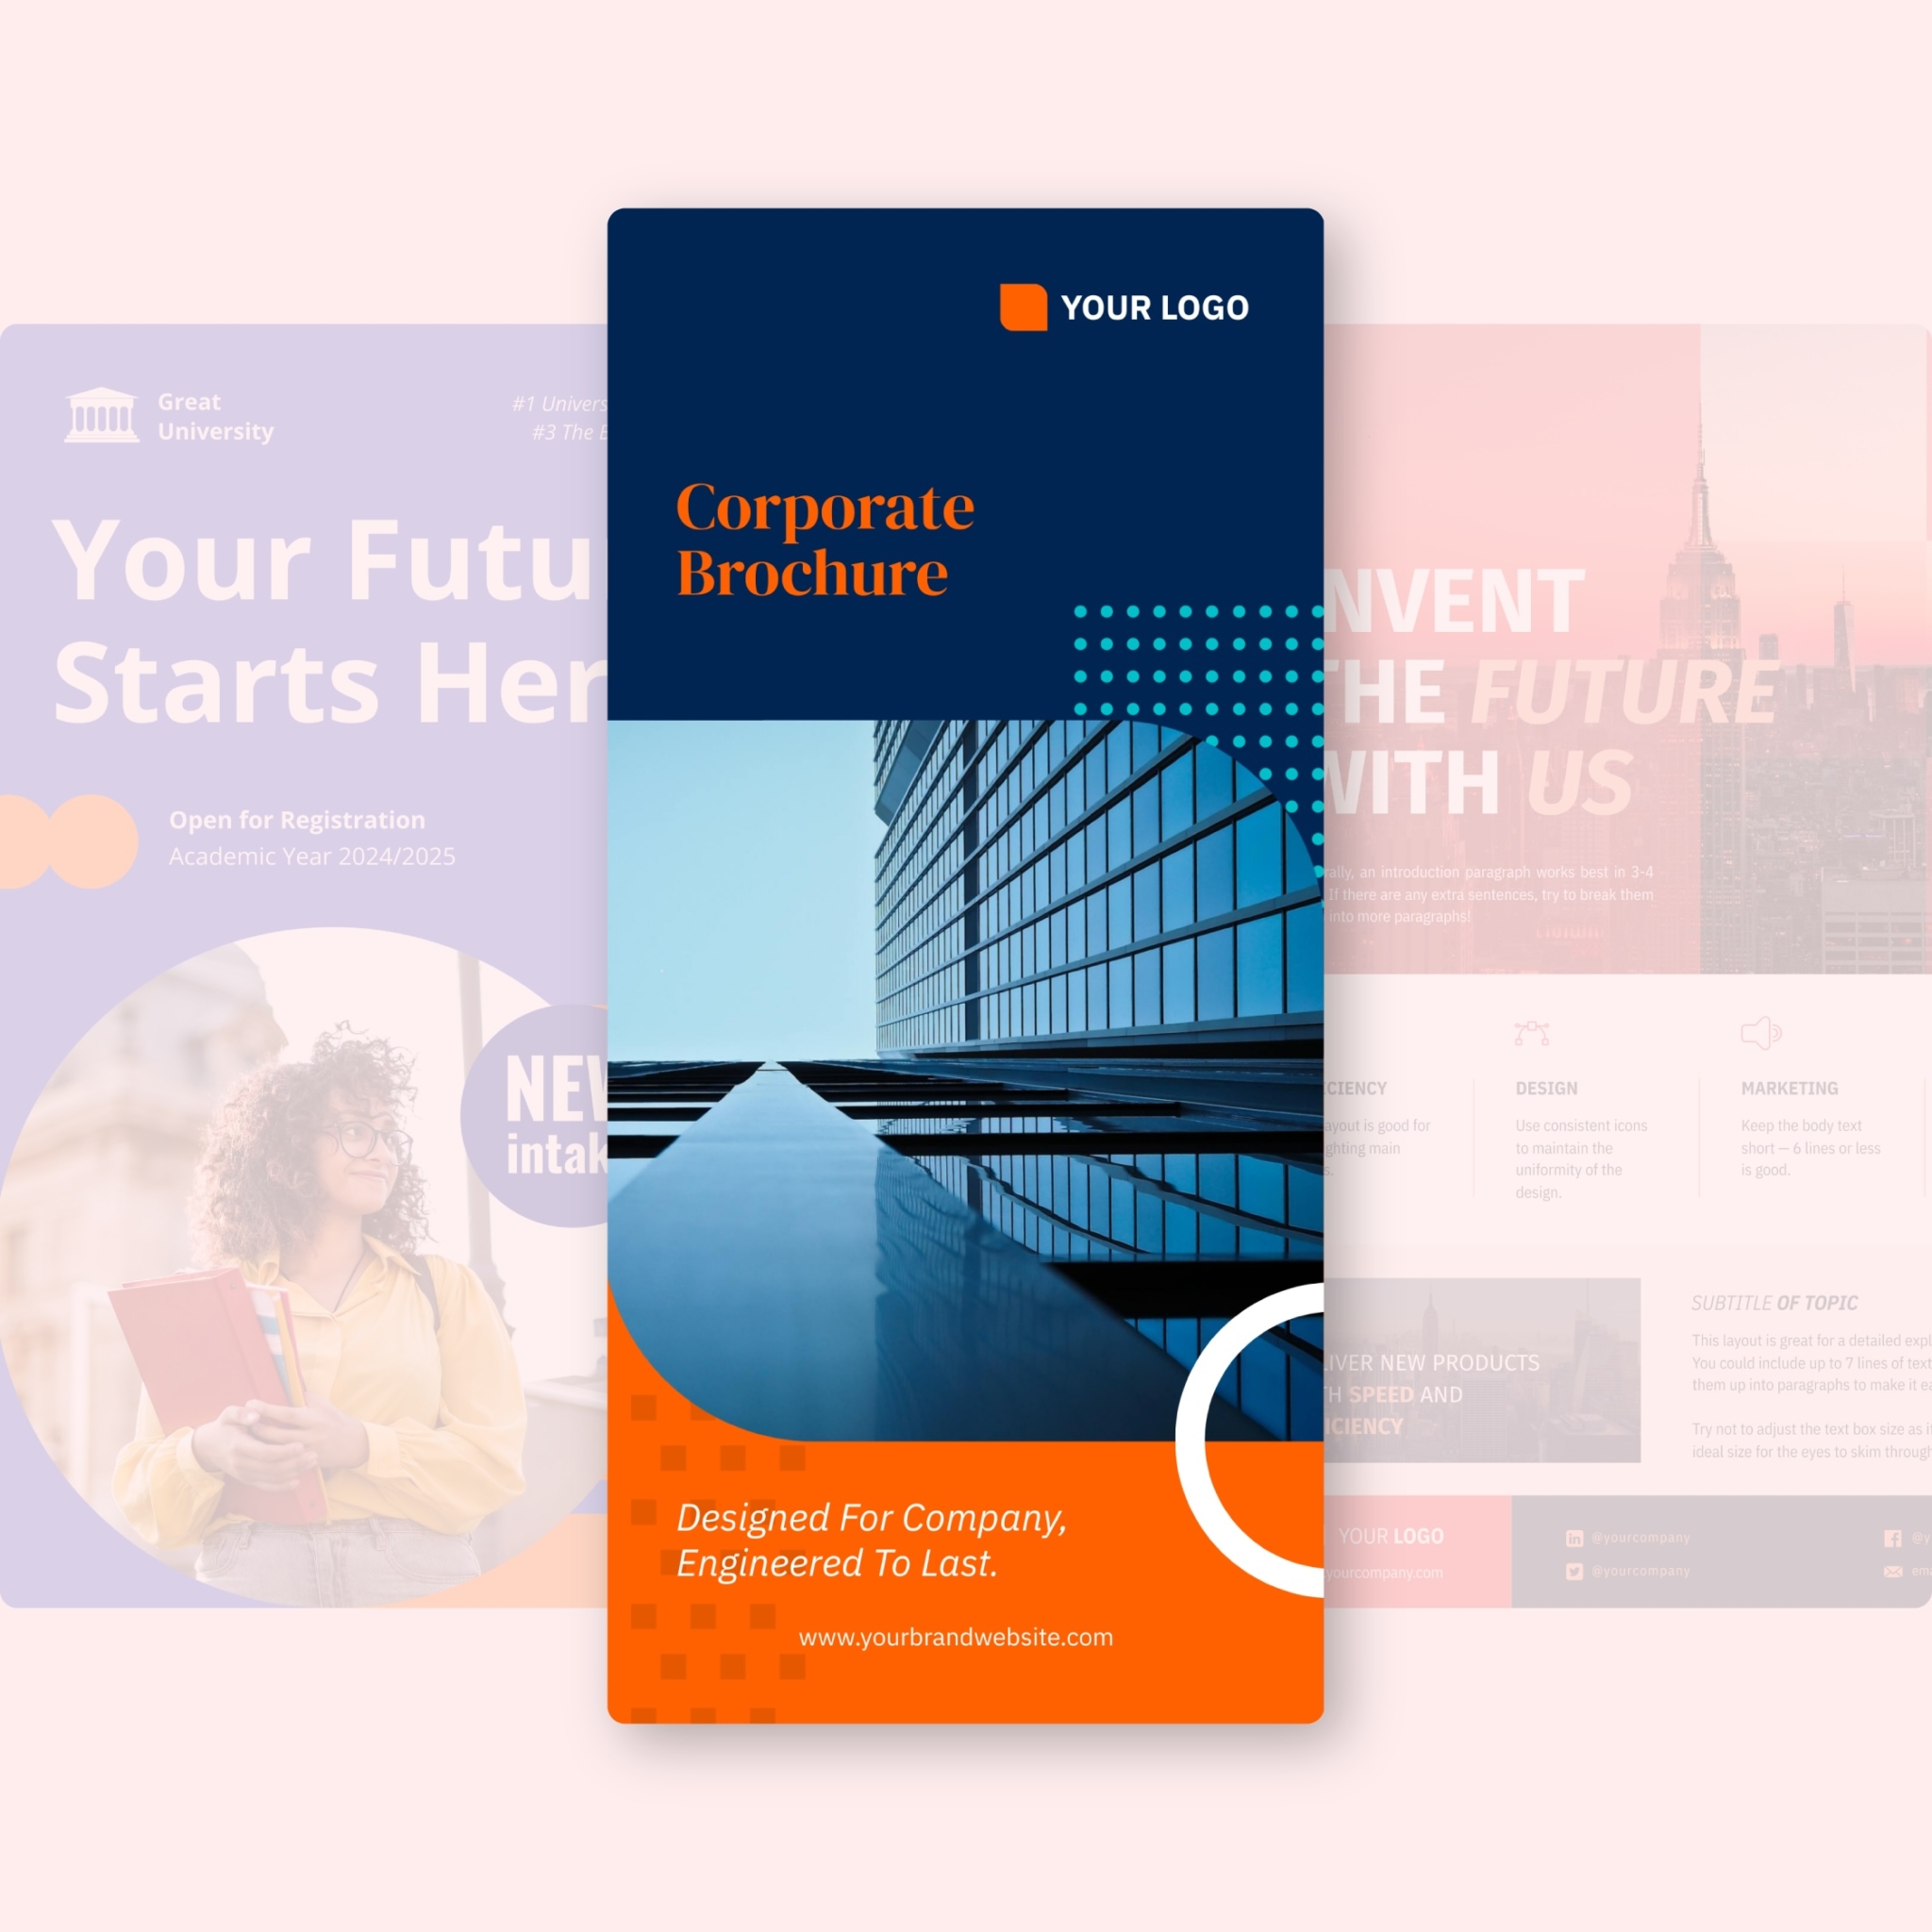 Great
University
#1 Univers
#3 The
Your Futu
Starts Her
Open for Registration
Academic Year 2024/2025
NEW
intak
YOUR LOGO
Corporate
Brochure
Designed For Company,
Engineered To Last.
www.yourbrandwebsite.com
NVENT
THE FUTURE
WITH US
rally, an introduction paragraph works best in 3-4
If there are any extra sentences, try to break them
into more paragraphs!
CIENCY
ayout is good for
ghting main
s.
DESIGN
Use consistent icons
to maintain the
uniformity of the
design.
MARKETING
Keep the body text
short — 6 lines or less
is good.
IVER NEW PRODUCTS
TH SPEED AND
ICIENCY
SUBTITLE OF TOPIC
This layout is great for a detailed expl
You could include up to 7 lines of text
them up into paragraphs to make it ea
Try not to adjust the text box size as i
ideal size for the eyes to skim through
YOUR LOGO
yourcompany.com
@yourcompany
@yourcompany
@y
ema